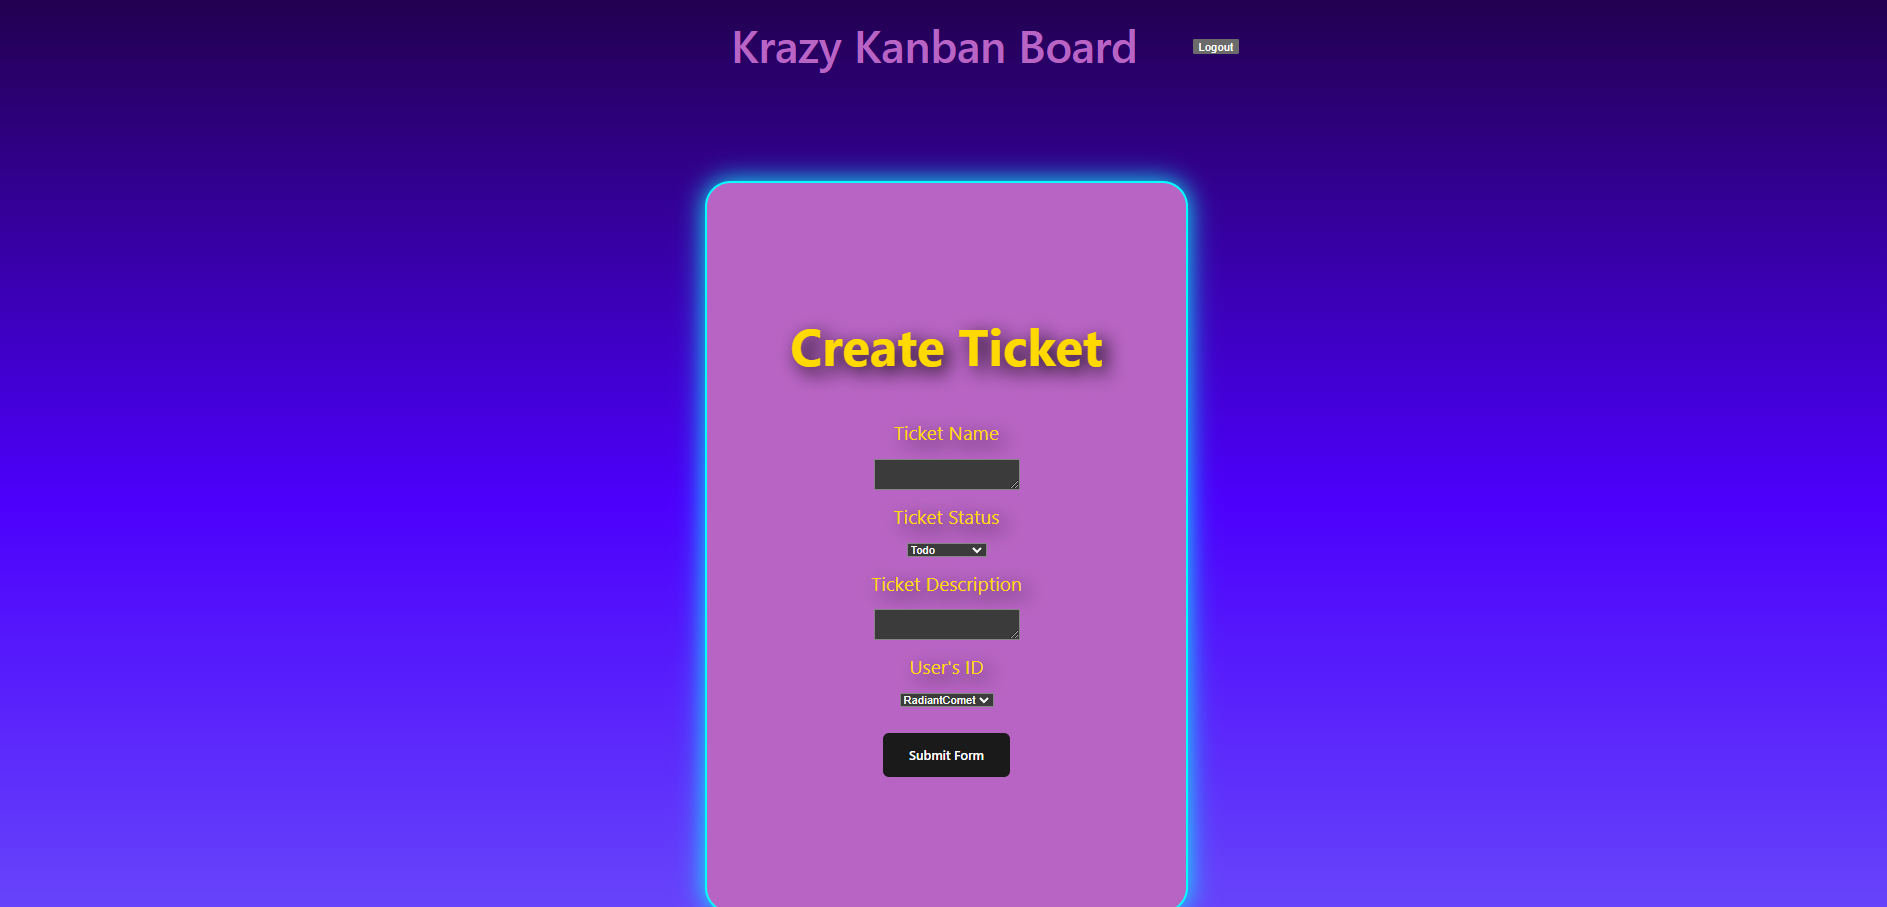 Krazy Kanban Board
Logout
Create Ticket
Ticket Name
Ticket Status
Todo
Ticket Description
User's ID
RadiantComet
Submit Form